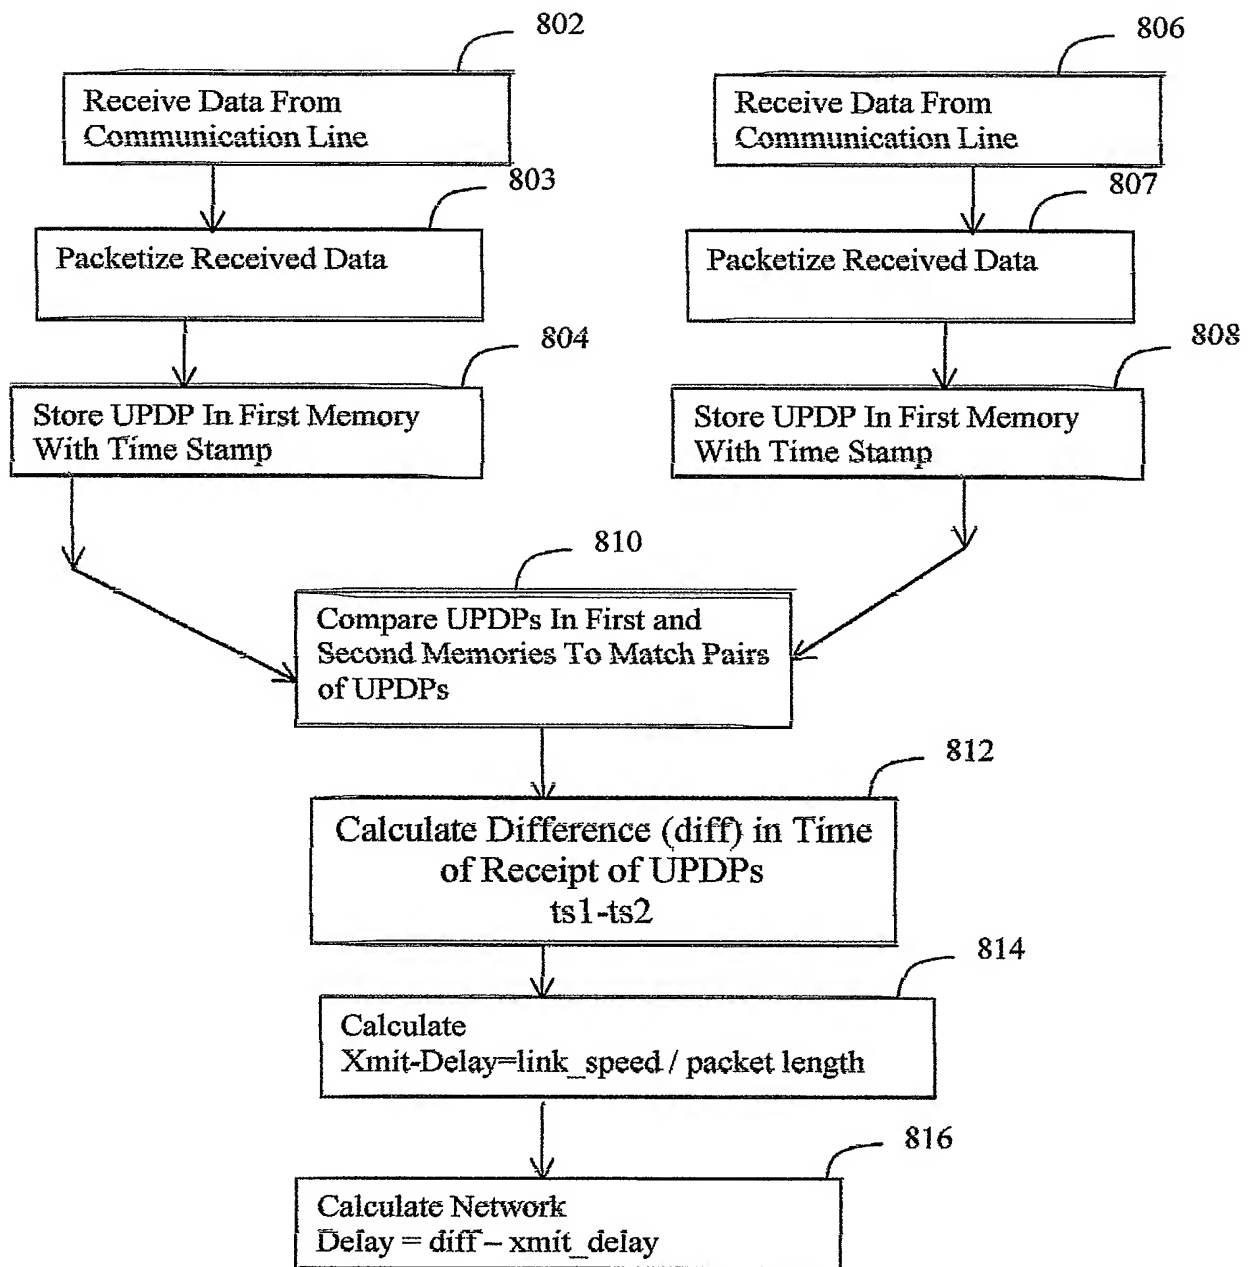 802
Receive Data From
Communication Line
803
Packetize Received Data
804
Store UPDP In First Memory
With Time Stamp
806
Receive Data From
Communication Line
807
Packetize Received Data
808
Store UPDP In First Memory
With Time Stamp
810
Compare UPDPs In First and
Second Memories To Match Pairs
of UPDPs
812
Calculate Difference (diff) in Time
of Receipt of UPDPs
ts1-ts2
814
Calculate
Xmit-Delay=link_speed / packet length
816
Calculate Network
Delay = diff – xmit_delay